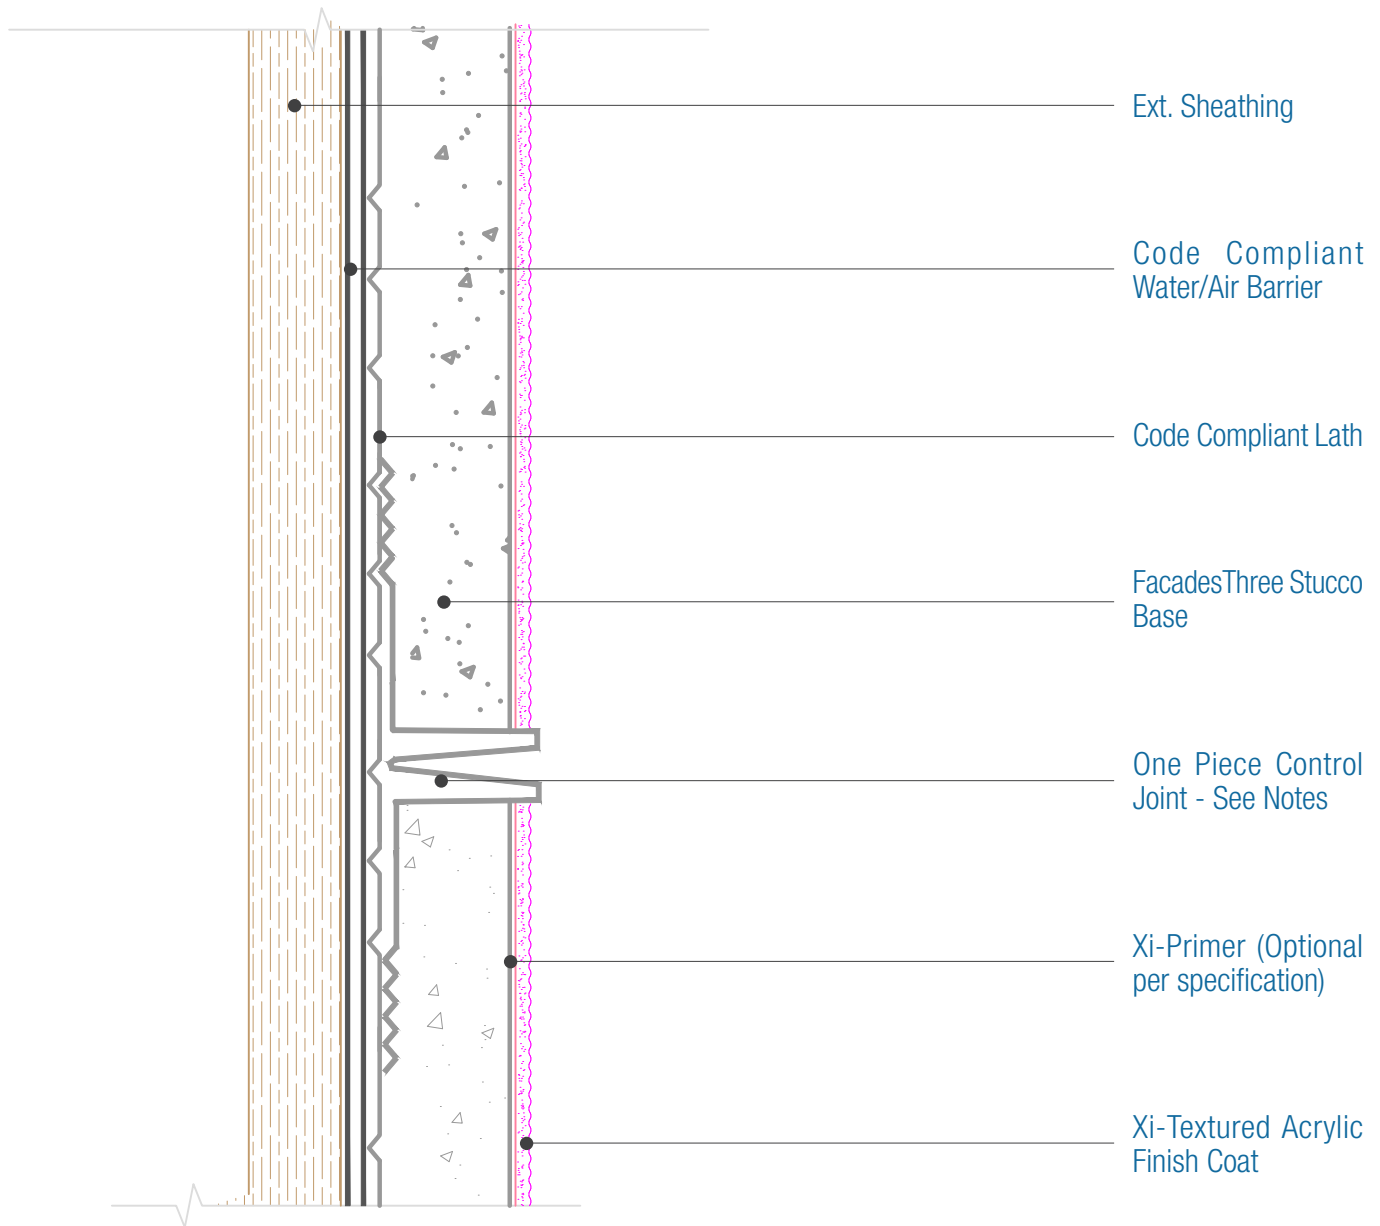 Ext. Sheathing
Code Compliant
Water/Air Barrier
Code Compliant Lath
FacadesThree Stucco
Base
One Piece Control
Joint - See Notes
Xi-Primer (Optional
per specification)
Xi-Textured Acrylic
Finish Coat